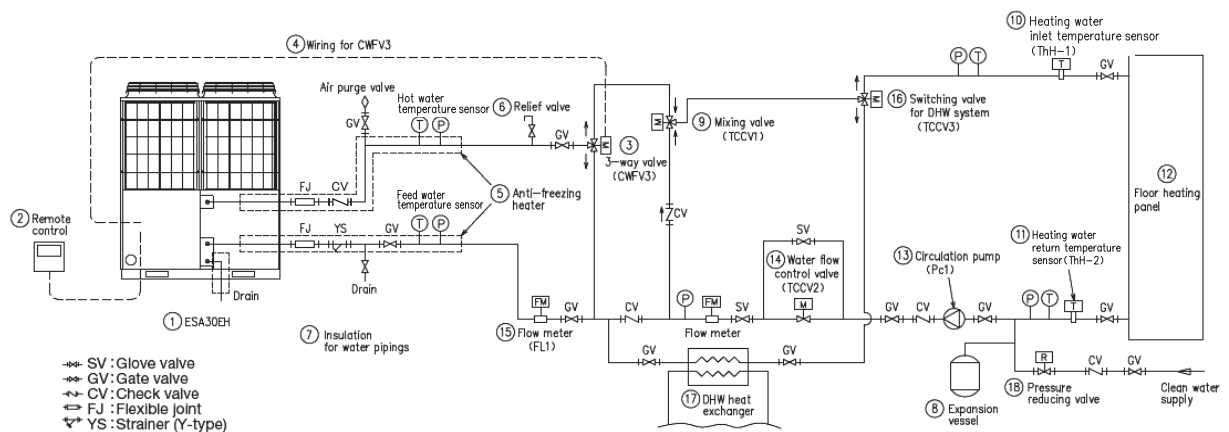 ④ Wiring for CWFV3
Air purge valve
Hot water
temperature sensor
⑥ Relief valve
GV
T
P
GV
M
③
3-way valve
(CWFV3)
M
⑨ Mixing valve
(TCCV1)
M
⑯ Switching valve
for DHW system
(TCCV3)
P
T
⑩ Heating water
inlet temperature sensor
(ThH-1)
T
GV
⑫
Floor heating
panel
② Remote
control
FJ
CV
⑤ Anti-freezing
heater
Feed water
temperature sensor
FJ
YS
GV
T
P
Drain
Drain
CV
SV
⑭ Water flow
control valve
(TCCV2)
M
⑬ Circulation pump
(Pc1)
⑪ Heating water
return temperature
sensor(ThH-2)
P
T
T
GV
① ESA30EH
⑦ Insulation
for water pipings
FM
GV
⑮ Flow meter
(FL1)
CV
P
FM
SV
Flow meter
GV
CV
GV
GV
GV
⑰ DHW heat
exchanger
⑧ Expansion
vessel
R
⑱ Pressure
reducing valve
CV
GV
Clean water
supply
SV : Glove valve
GV : Gate valve
CV : Check valve
FJ : Flexible joint
YS : Strainer (Y-type)